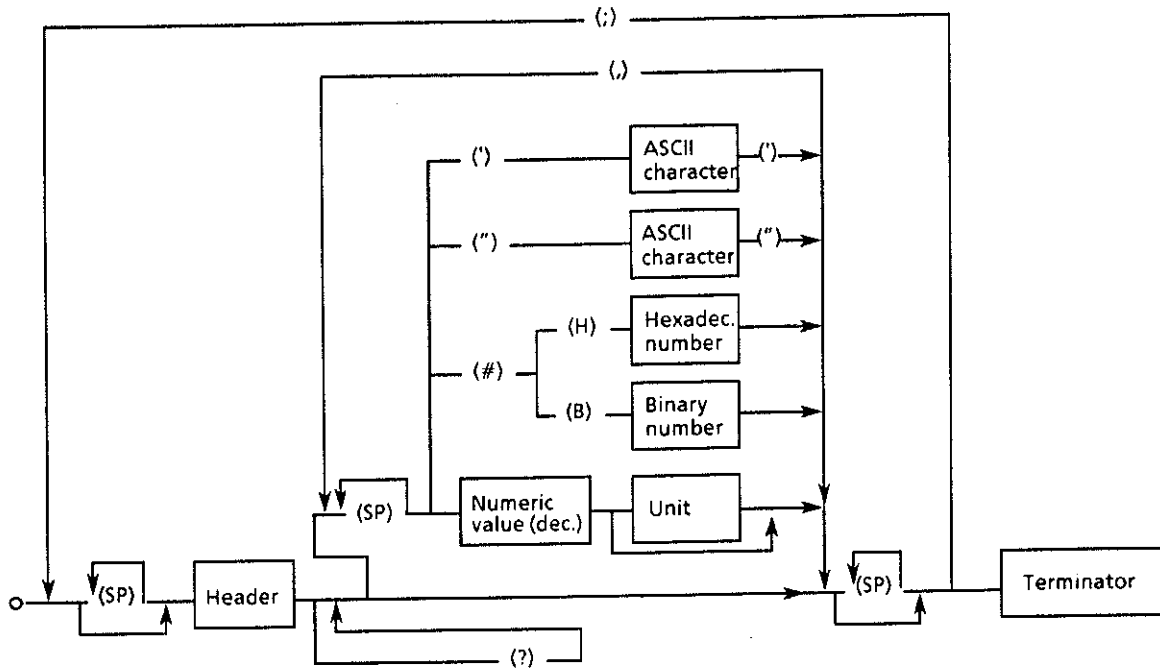 (;)
(,)
(') ASCII character (')
(") ASCII character (")
(H) Hexadec. number
(#)
(B) Binary number
(SP) Numeric value (dec.) Unit
(SP) Header (SP) Terminator
(?)